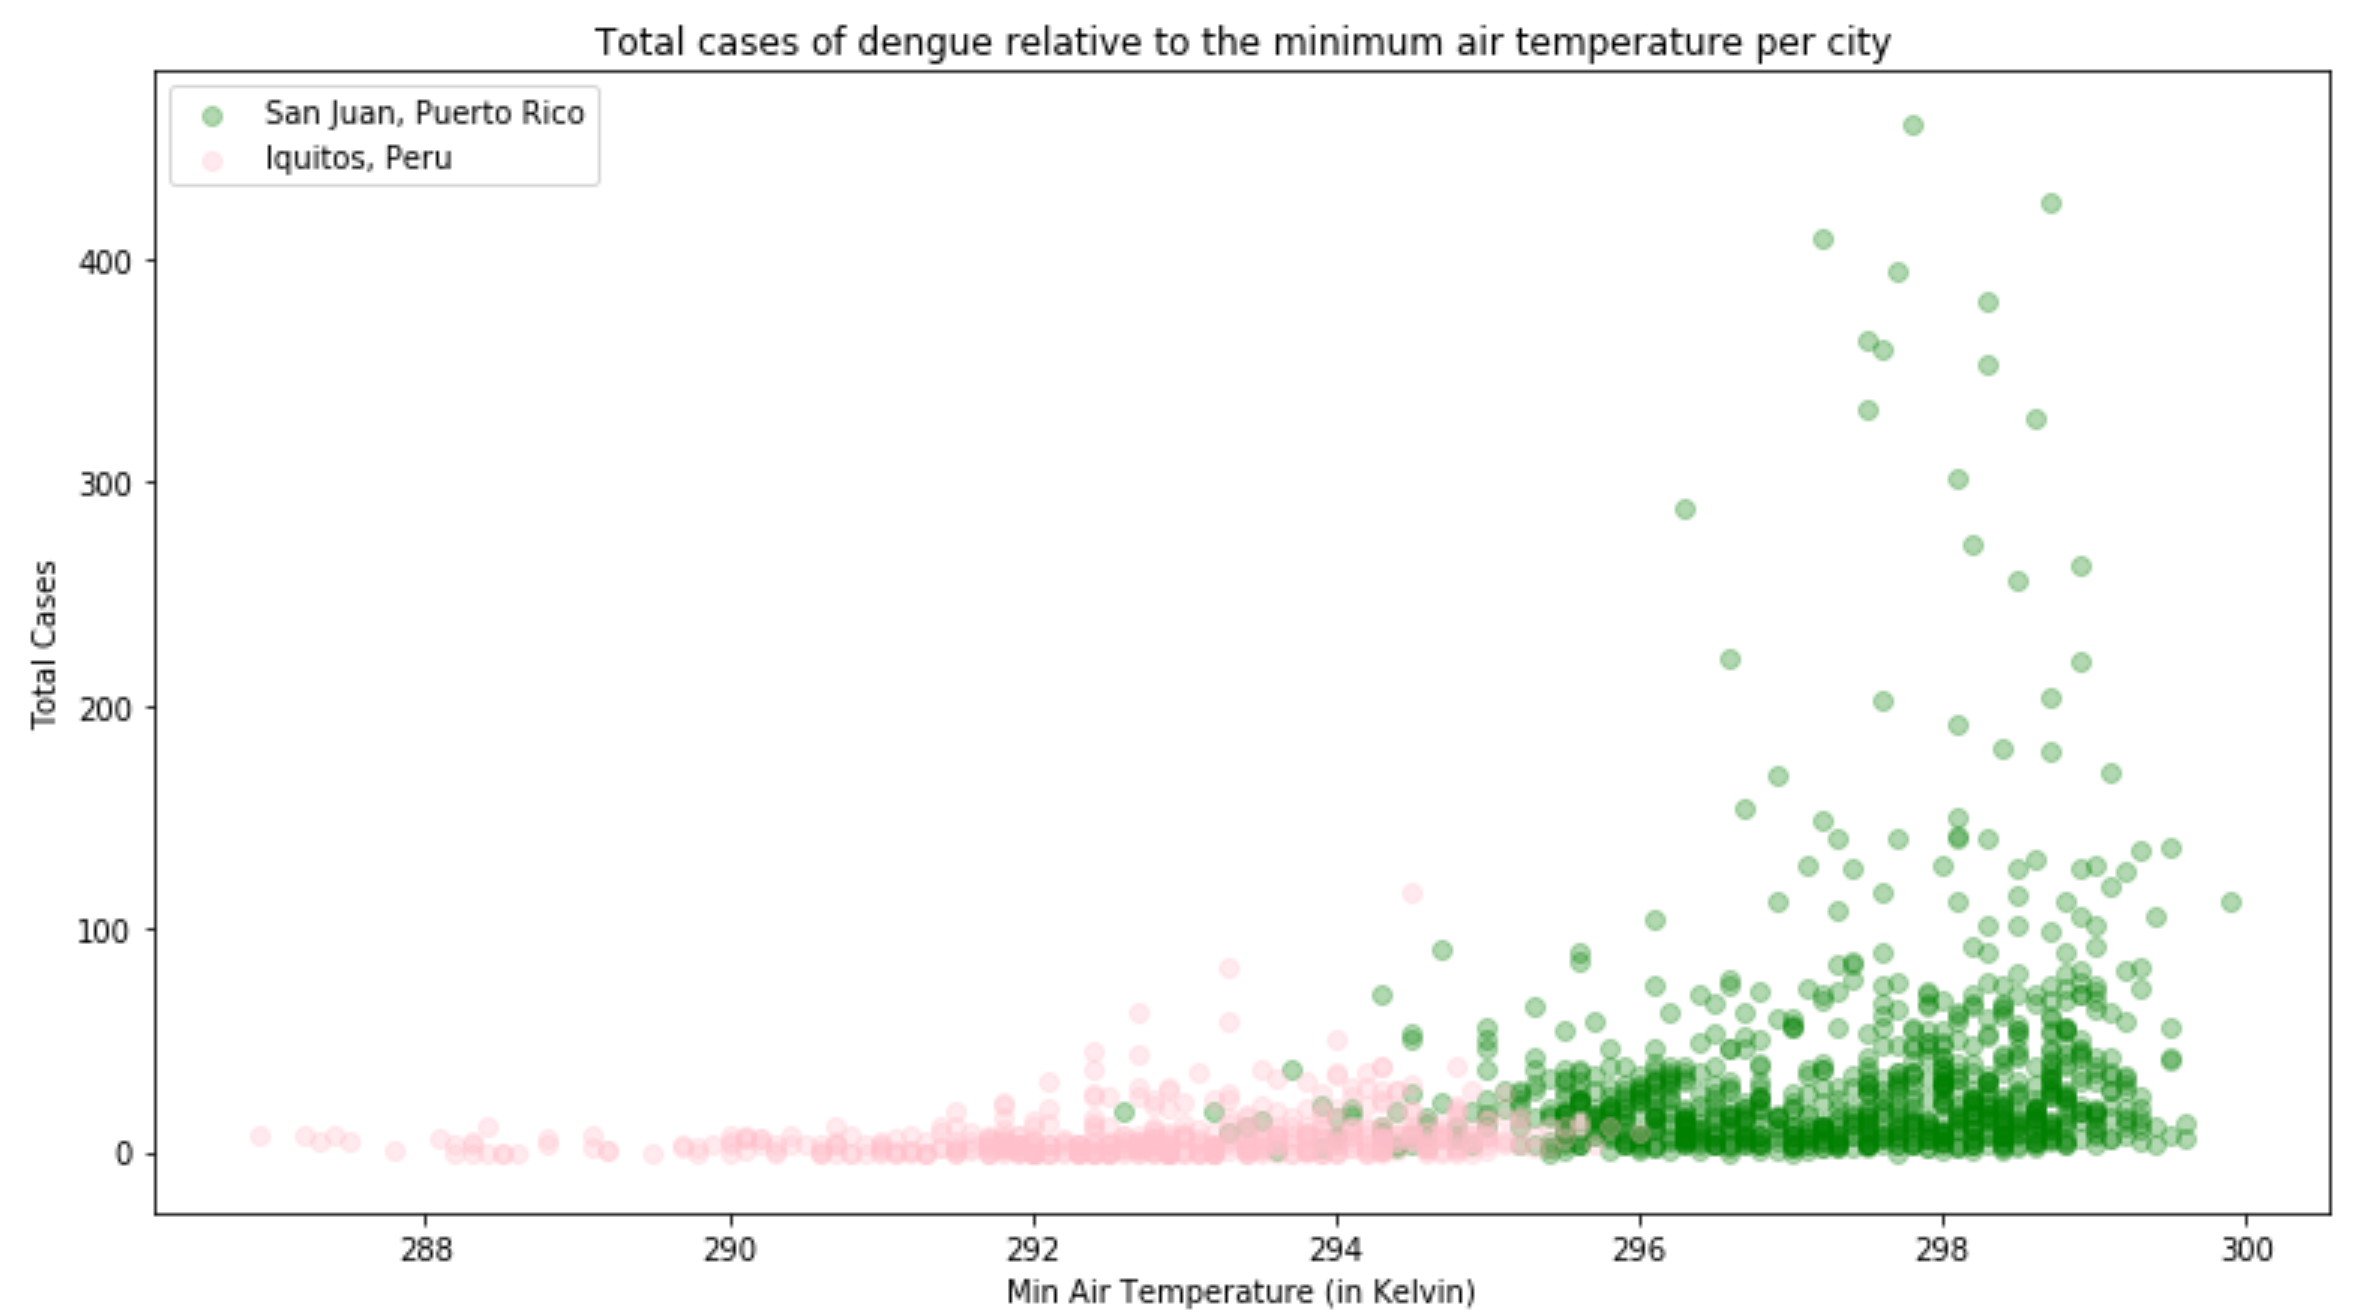 Total cases of dengue relative to the minimum air temperature per city
San Juan, Puerto Rico
Iquitos, Peru
400
300
200
100
0
Total Cases
288 290 292 294 296 298 300
Min Air Temperature (in Kelvin)